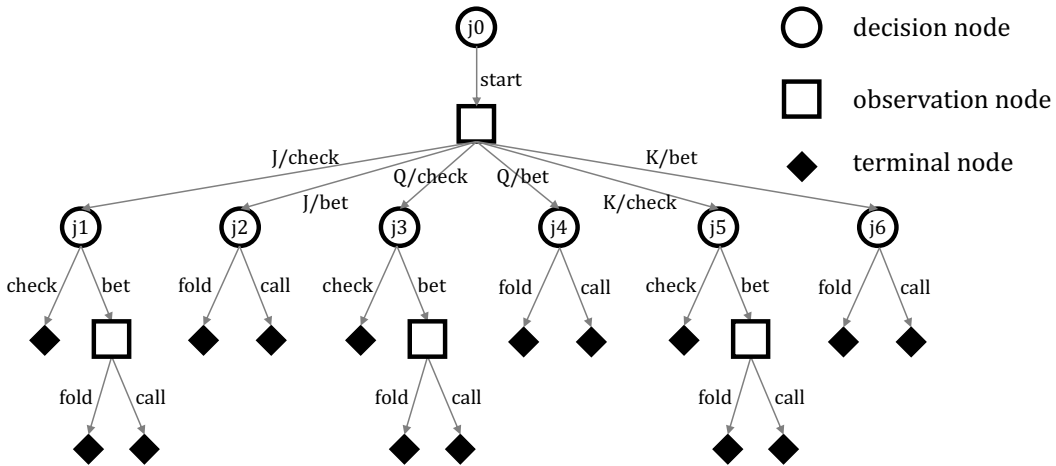 j0
decision node
start
observation node
J/check
K/bet
Q/check
Q/bet
terminal node
J/bet
K/check
j1
j2
j3
j4
j5
j6
check
bet
fold
call
check
bet
fold
call
check
bet
fold
call
fold
call
fold
call
fold
call